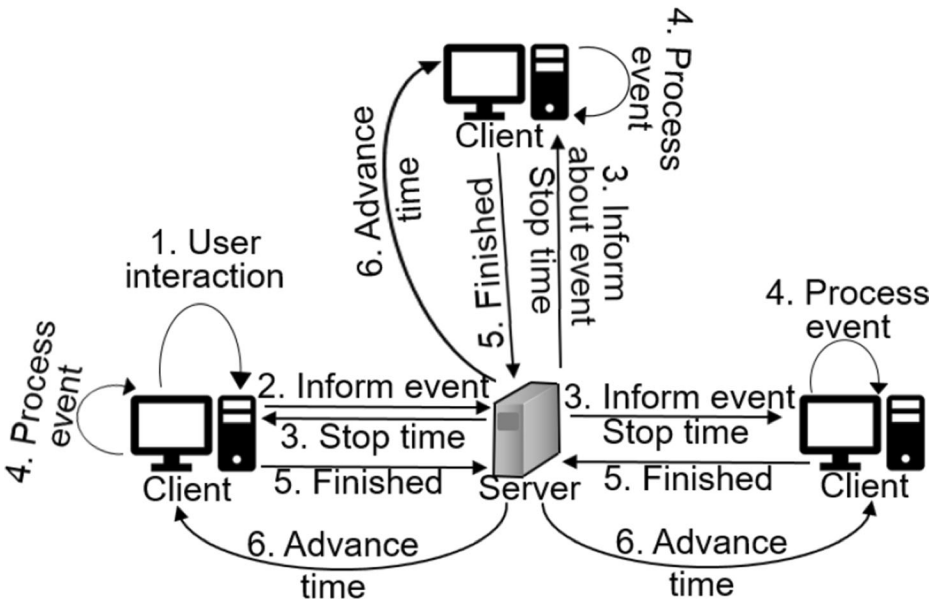 4. Process
event
Client
6. Advance
time
5. Finished
Stop time
about event
3. Inform
1. User
interaction
4. Process
event
Client
2. Inform event
3. Stop time
5. Finished
Server
3. Inform event
Stop time
5. Finished
4. Process
event
Client
6. Advance
time
6. Advance
time